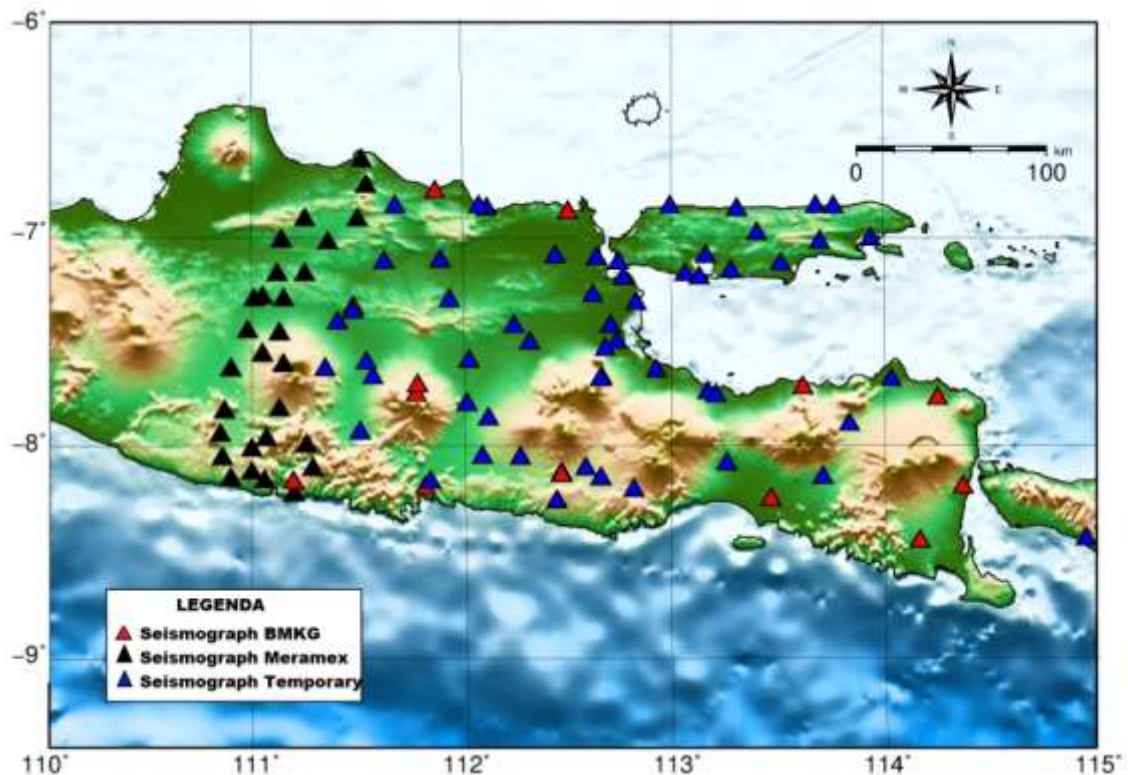 −6°
N
W E
S
km
0 100
−7°
−8°
LEGENDA
Seismograph BMKG
Seismograph Meramex
Seismograph Temporary
−9°
110° 111° 112° 113° 114° 115°